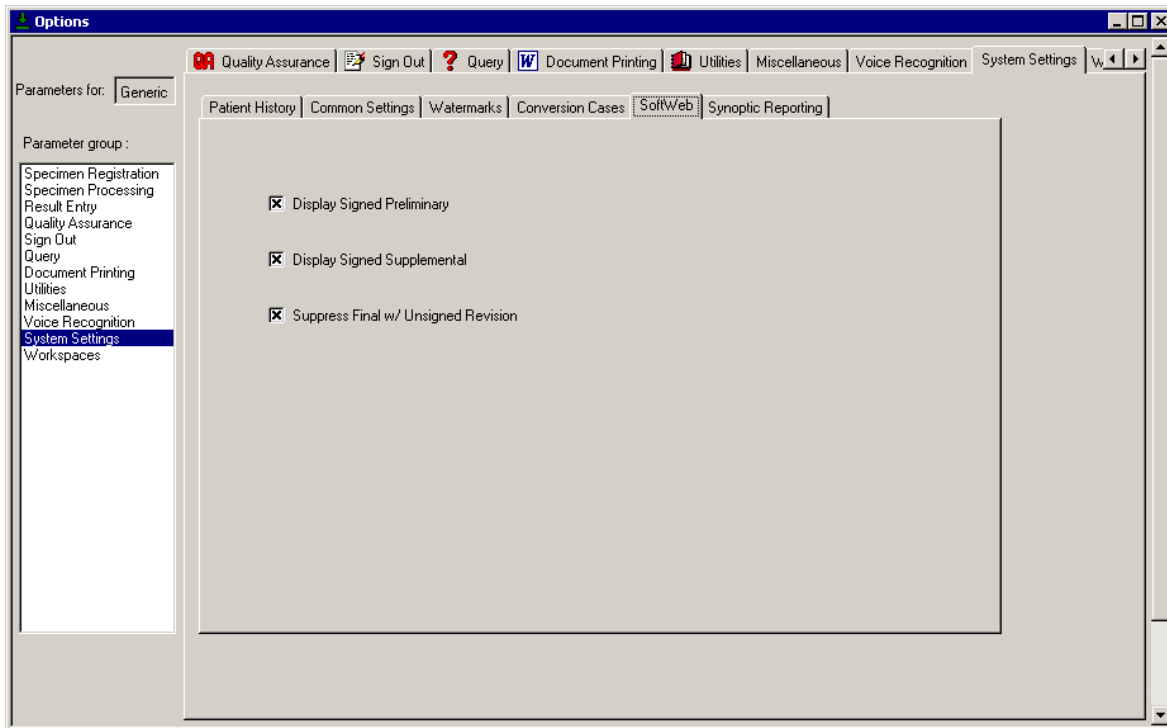 Options
Quality Assurance Sign Out Query Document Printing Utilities Miscellaneous Voice Recognition System Settings
Parameters for: Generic
Patient History Common Settings Watermarks Conversion Cases SoftWeb Synoptic Reporting
Parameter group :
Specimen Registration
Specimen Processing
Result Entry
Quality Assurance
Sign Out
Query
Document Printing
Utilities
Miscellaneous
Voice Recognition
System Settings
Workspaces
Display Signed Preliminary
Display Signed Supplemental
Suppress Final w/ Unsigned Revision